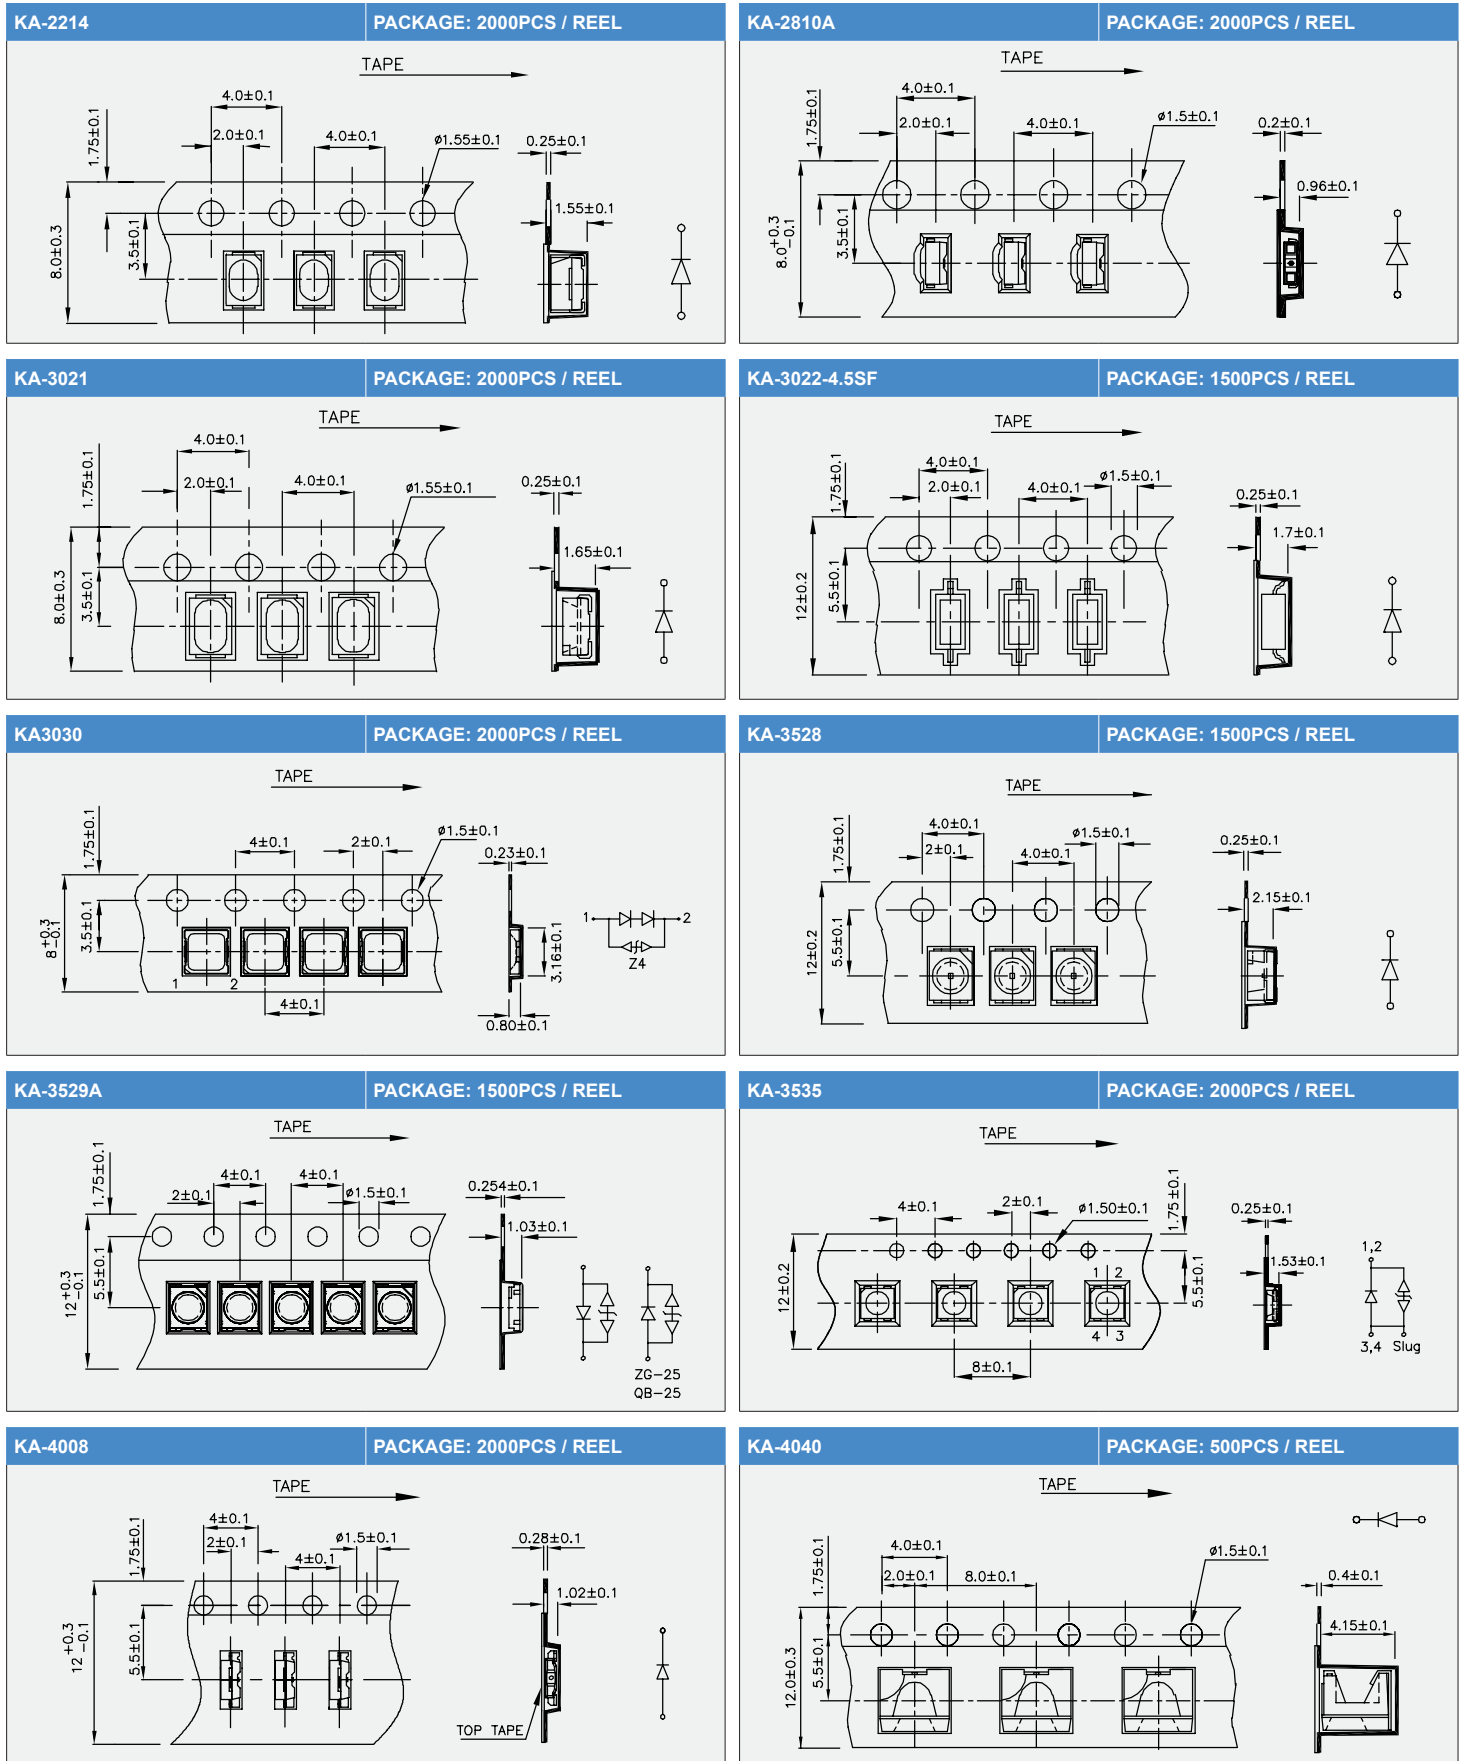 KA-2214 PACKAGE: 2000PCS / REEL
TAPE
4.0±0.1
1.75±0.1
2.0±0.1
4.0±0.1
ø1.55±0.1
0.25±0.1
1.55±0.1
8.0±0.3
3.5±0.1
KA-2810A PACKAGE: 2000PCS / REEL
TAPE
4.0±0.1
1.75±0.1
2.0±0.1
4.0±0.1
ø1.5±0.1
0.2±0.1
0.96±0.1
8.0+0.3 -0.1
3.5±0.1
KA-3021 PACKAGE: 2000PCS / REEL
TAPE
4.0±0.1
1.75±0.1
2.0±0.1
4.0±0.1
ø1.55±0.1
0.25±0.1
1.65±0.1
8.0±0.3
3.5±0.1
KA-3022-4.5SF PACKAGE: 1500PCS / REEL
TAPE
4.0±0.1
1.75±0.1
2.0±0.1
4.0±0.1
ø1.5±0.1
0.25±0.1
1.7±0.1
12±0.2
5.5±0.1
KA3030 PACKAGE: 2000PCS / REEL
TAPE
1.75±0.1
4±0.1
2±0.1
ø1.5±0.1
0.23±0.1
8+0.3 -0.1
3.5±0.1
1
2
4±0.1
3.16±0.1
0.80±0.1
1
2
Z4
KA-3528 PACKAGE: 1500PCS / REEL
TAPE
4.0±0.1
1.75±0.1
2±0.1
4.0±0.1
ø1.5±0.1
0.25±0.1
2.15±0.1
12±0.2
5.5±0.1
KA-3529A PACKAGE: 1500PCS / REEL
TAPE
1.75±0.1
4±0.1
4±0.1
2±0.1
ø1.5±0.1
0.254±0.1
1.03±0.1
12+0.3 -0.1
5.5±0.1
ZG-25
QB-25
KA-3535 PACKAGE: 2000PCS / REEL
TAPE
4±0.1
2±0.1
ø1.50±0.1
1.75±0.1
0.25±0.1
1.53±0.1
12±0.2
1 2
4 3
5.5±0.1
8±0.1
1,2
3,4 Slug
KA-4008 PACKAGE: 2000PCS / REEL
TAPE
4±0.1
1.75±0.1
2±0.1
4±0.1
ø1.5±0.1
0.28±0.1
1.02±0.1
12+0.3 -0.1
5.5±0.1
TOP TAPE
KA-4040 PACKAGE: 500PCS / REEL
TAPE
4.0±0.1
1.75±0.1
2.0±0.1
8.0±0.1
ø1.5±0.1
0.4±0.1
4.15±0.1
12.0±0.3
5.5±0.1